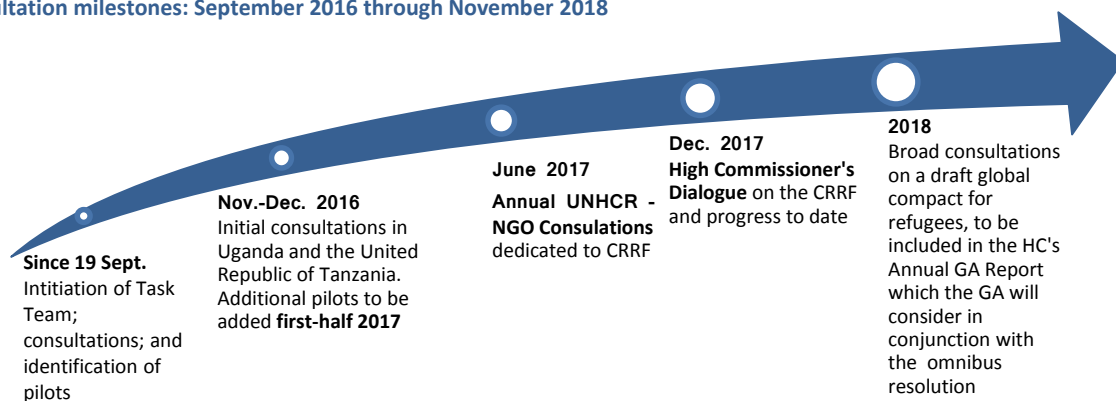 ultation milestones: September 2016 through November 2018
Since 19 Sept.
Intitiation of Task
Team;
consultations; and
identification of
pilots
Nov.-Dec. 2016
Initial consultations in
Uganda and the United
Republic of Tanzania.
Additional pilots to be
added first-half 2017
June 2017
Annual UNHCR -
NGO Consulations
dedicated to CRRF
Dec. 2017
High Commissioner's
Dialogue on the CRRF
and progress to date
2018
Broad consultations
on a draft global
compact for
refugees, to be
included in the HC's
Annual GA Report
which the GA will
consider in
conjunction with
the omnibus
resolution